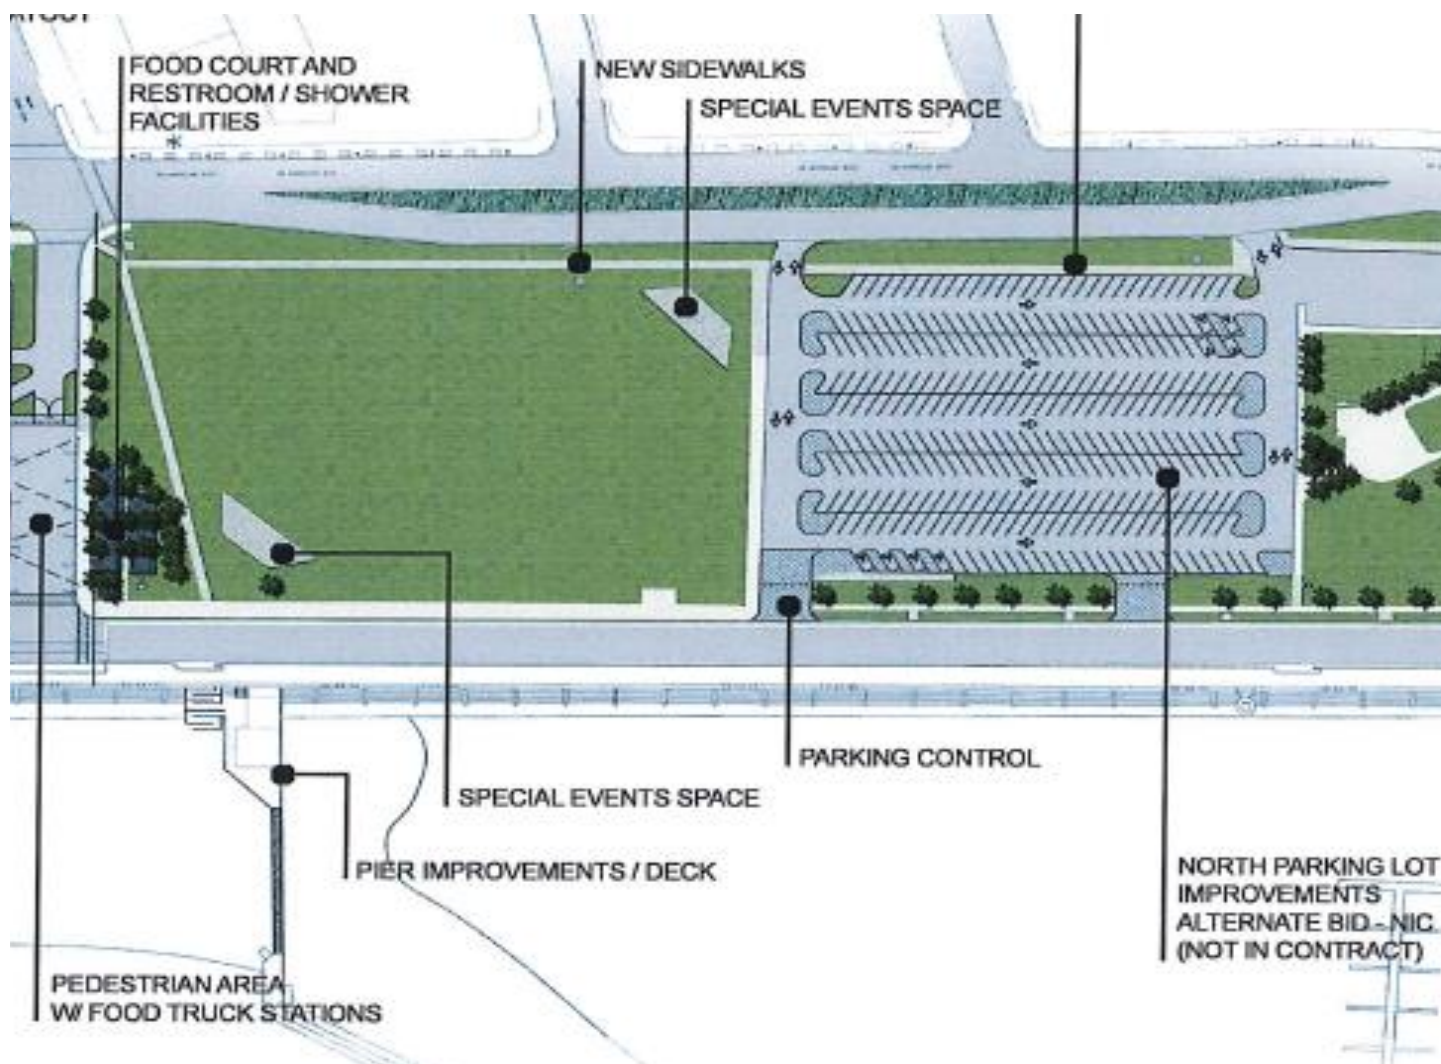 FOOD COURT AND
RESTROOM / SHOWER
FACILITIES
NEW SIDEWALKS
SPECIAL EVENTS SPACE
PARKING CONTROL
SPECIAL EVENTS SPACE
PIER IMPROVEMENTS / DECK
NORTH PARKING LOT
IMPROVEMENTS
ALTERNATE BID - NIC
(NOT IN CONTRACT)
PEDESTRIAN AREA
W/ FOOD TRUCK STATIONS